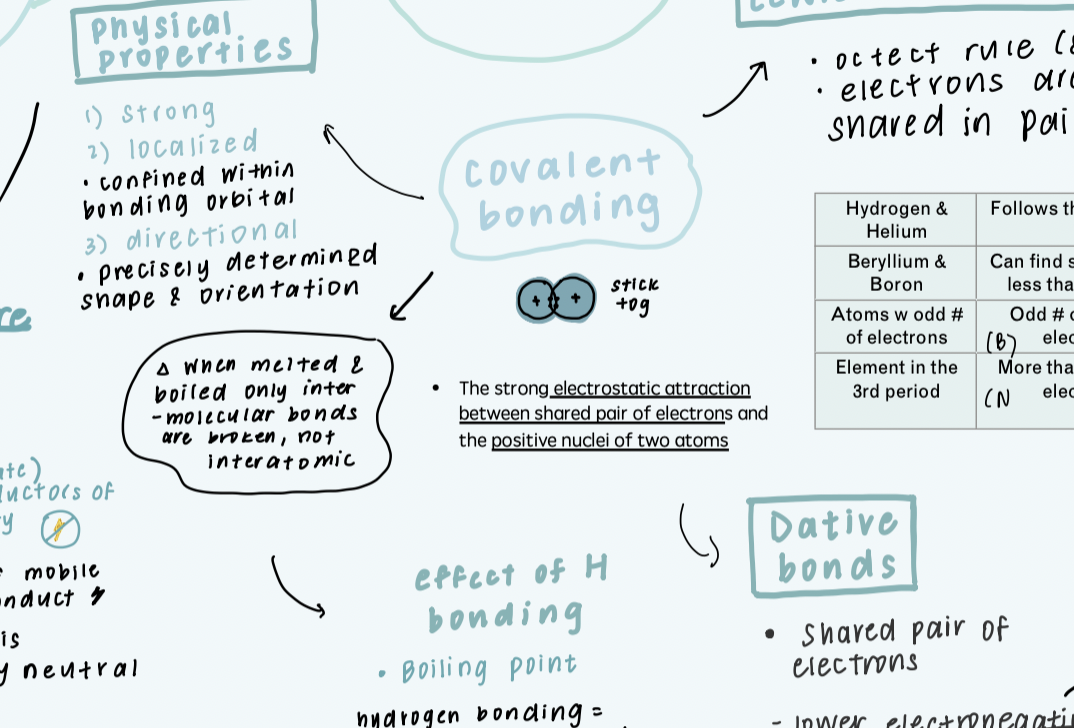 Physical
properties
1) strong
2) localized
• confined within
bonding orbital
3) directional
• precisely determined
shape & orientation
covalent
bonding
+ +
stick
tog
• octect rule (8
• electrons are
shared in pai
Hydrogen & Helium
Follows th
Beryllium & Boron
Can find s
less tha
Atoms w odd # of electrons
Odd # o
(B) elec
Element in the 3rd period
More tha
(N elec
Δ When melted &
boiled only inter
-molecular bonds
are broken, not
interatomic
• The strong electrostatic attraction
between shared pair of electrons and
the positive nuclei of two atoms
ate)
ductors of
y
mobile
nduct
is
y neutral
effect of H
bonding
• Boiling point
hydrogen bonding =
Dative
bonds
• Shared pair of
electrons
- lower electronegati